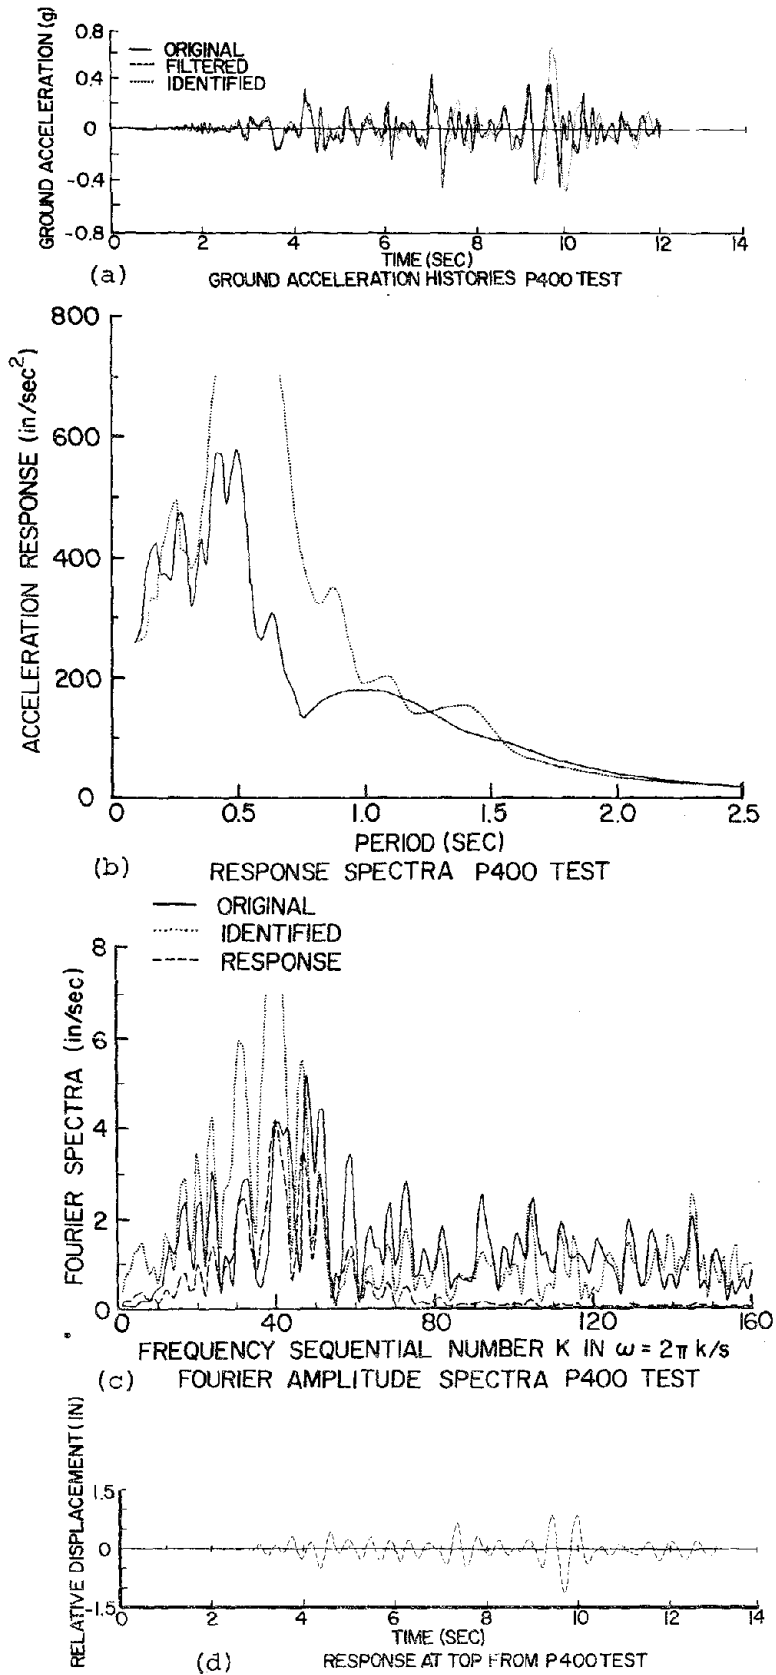 GROUND ACCELERATION (g)
0.8
0.4
0
-0.4
-0.8
ORIGINAL
FILTERED
IDENTIFIED
0 2 4 6 8 10 12 14
TIME (SEC)
(a) GROUND ACCELERATION HISTORIES P400 TEST
ACCELERATION RESPONSE (in/sec2)
800
600
400
200
0
0 0.5 1.0 1.5 2.0 2.5
PERIOD (SEC)
(b) RESPONSE SPECTRA P400 TEST
ORIGINAL
IDENTIFIED
RESPONSE
FOURIER SPECTRA (in/sec)
8
6
4
2
0
0 40 80 120 160
FREQUENCY SEQUENTIAL NUMBER K IN ω = 2π k/s
(c) FOURIER AMPLITUDE SPECTRA P400 TEST
RELATIVE DISPLACEMENT (IN)
1.5
0
-1.5
0 2 4 6 8 10 12 14
TIME (SEC)
(d) RESPONSE AT TOP FROM P400 TEST